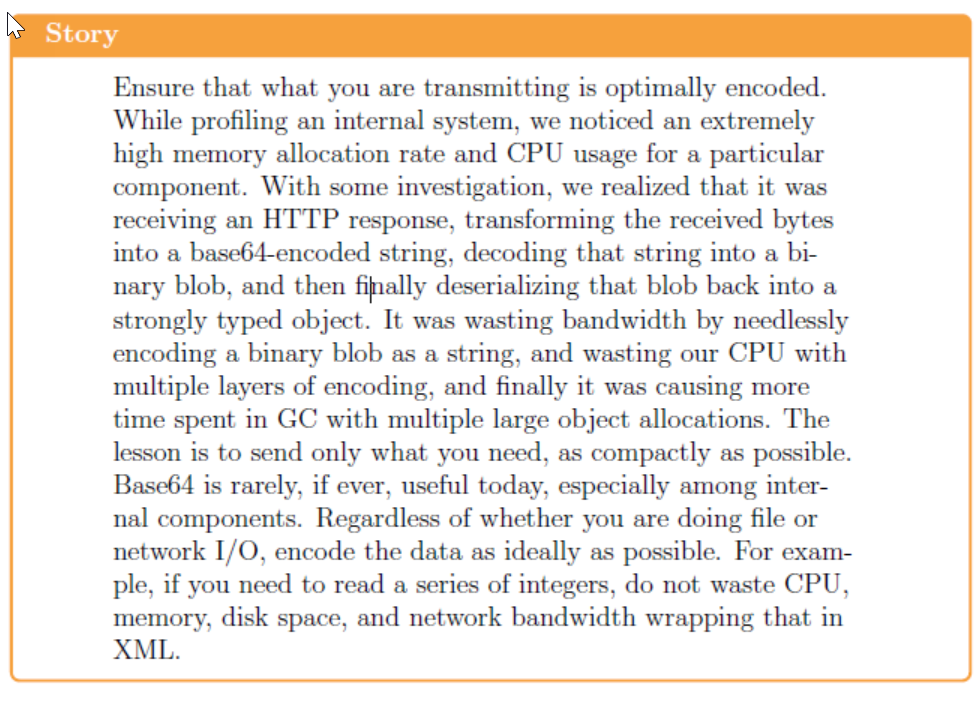 Story
Ensure that what you are transmitting is optimally encoded.
While profiling an internal system, we noticed an extremely
high memory allocation rate and CPU usage for a particular
component. With some investigation, we realized that it was
receiving an HTTP response, transforming the received bytes
into a base64-encoded string, decoding that string into a bi-
nary blob, and then finally deserializing that blob back into a
strongly typed object. It was wasting bandwidth by needlessly
encoding a binary blob as a string, and wasting our CPU with
multiple layers of encoding, and finally it was causing more
time spent in GC with multiple large object allocations. The
lesson is to send only what you need, as compactly as possible.
Base64 is rarely, if ever, useful today, especially among inter-
nal components. Regardless of whether you are doing file or
network I/O, encode the data as ideally as possible. For exam-
ple, if you need to read a series of integers, do not waste CPU,
memory, disk space, and network bandwidth wrapping that in
XML.